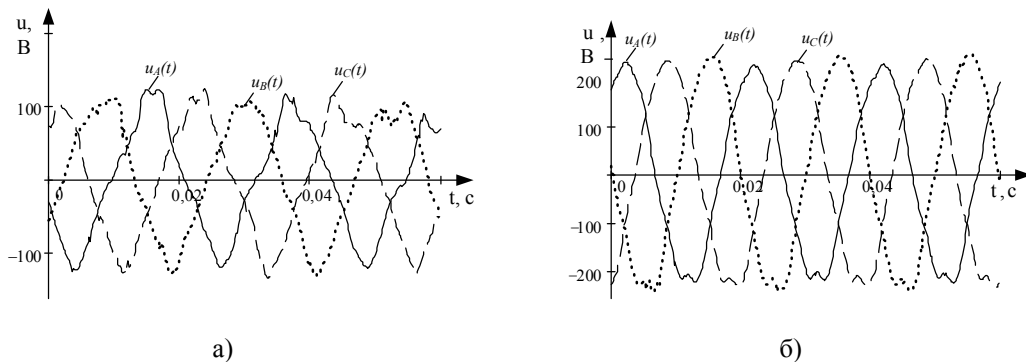 u,
В
u_A(t)
u_B(t)
u_C(t)
100
0
0,02
0,04
t, с
–100
а)
u ,
В
u_A(t)
u_B(t)
u_C(t)
200
100
0
0,02
0,04
t, с
–100
–200
б)